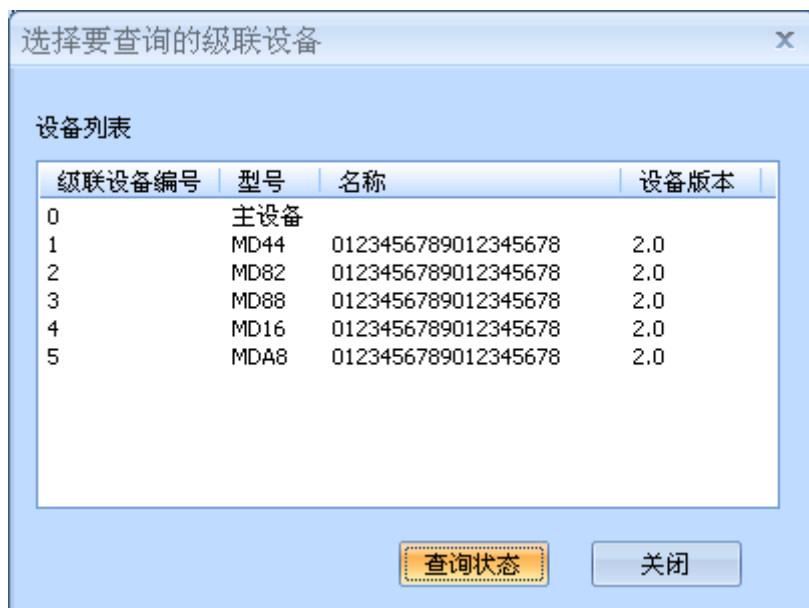 选择要查询的级联设备
设备列表
级联设备编号 型号 名称 设备版本
0 主设备
1 MD44 0123456789012345678 2.0
2 MD82 0123456789012345678 2.0
3 MD88 0123456789012345678 2.0
4 MD16 0123456789012345678 2.0
5 MDA8 0123456789012345678 2.0
查询状态 关闭